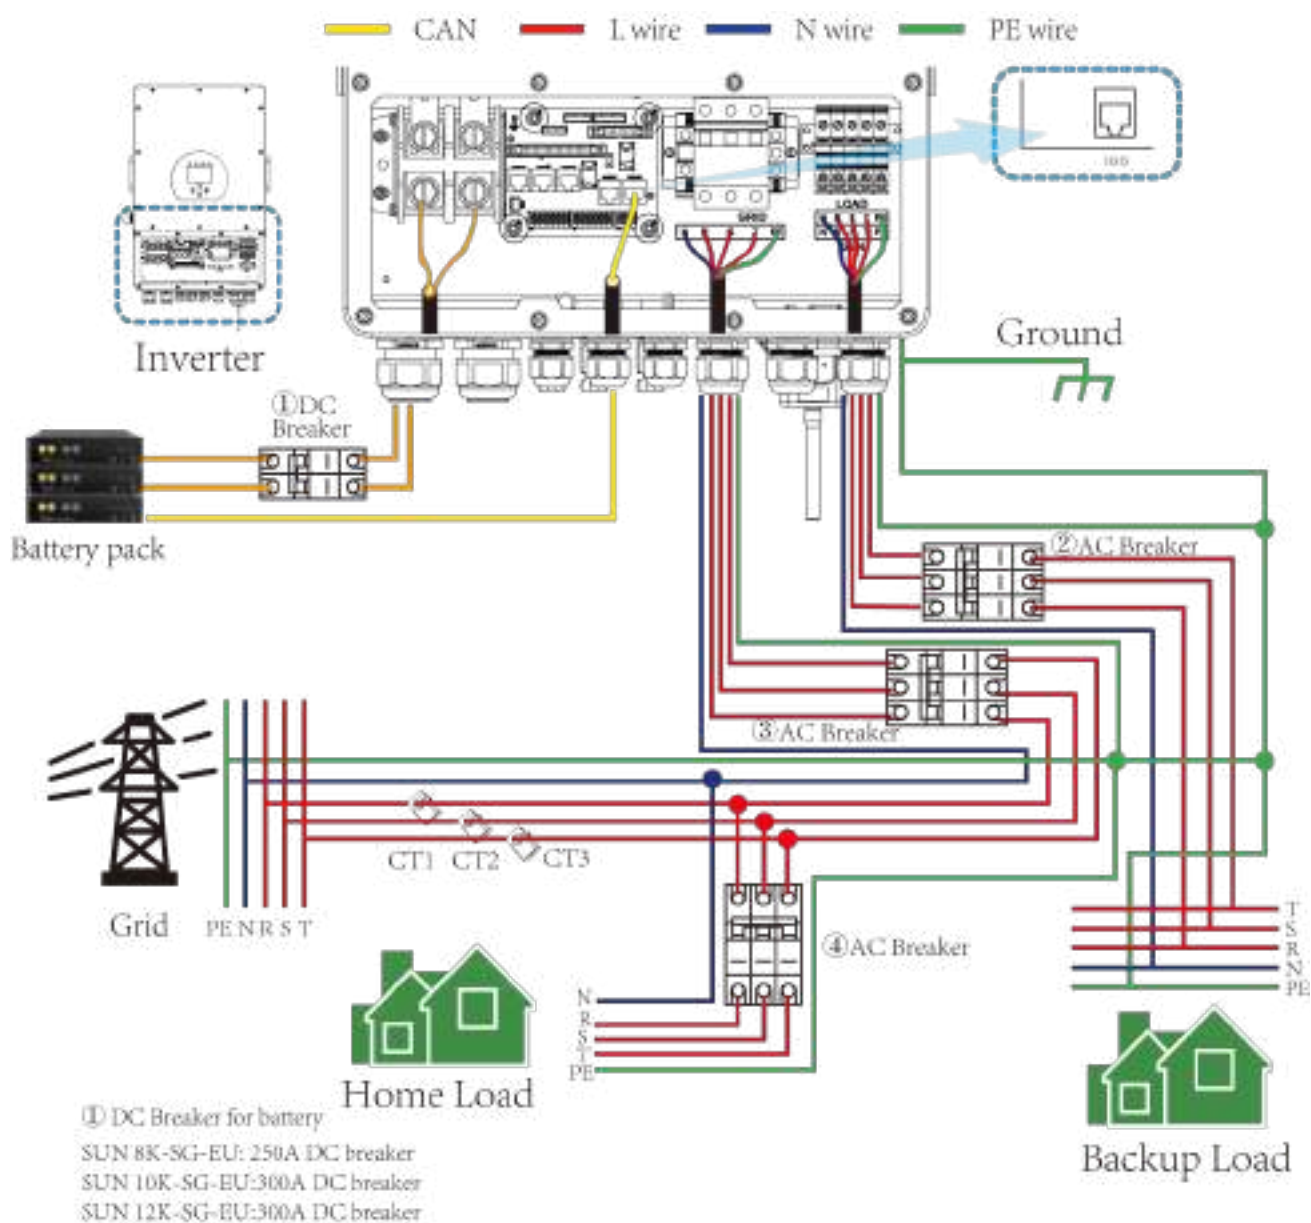 CAN
L wire
N wire
PE wire
GRID
LOAD
Inverter
Ground
①DC
Breaker
Battery pack
②AC Breaker
③AC Breaker
CT1
CT2
CT3
Grid
PE N R S T
④AC Breaker
T
S
R
N
PE
N
R
S
T
PE
Home Load
Backup Load
① DC Breaker for battery
SUN 8K-SG-EU: 250A DC breaker
SUN 10K-SG-EU:300A DC breaker
SUN 12K-SG-EU:300A DC breaker